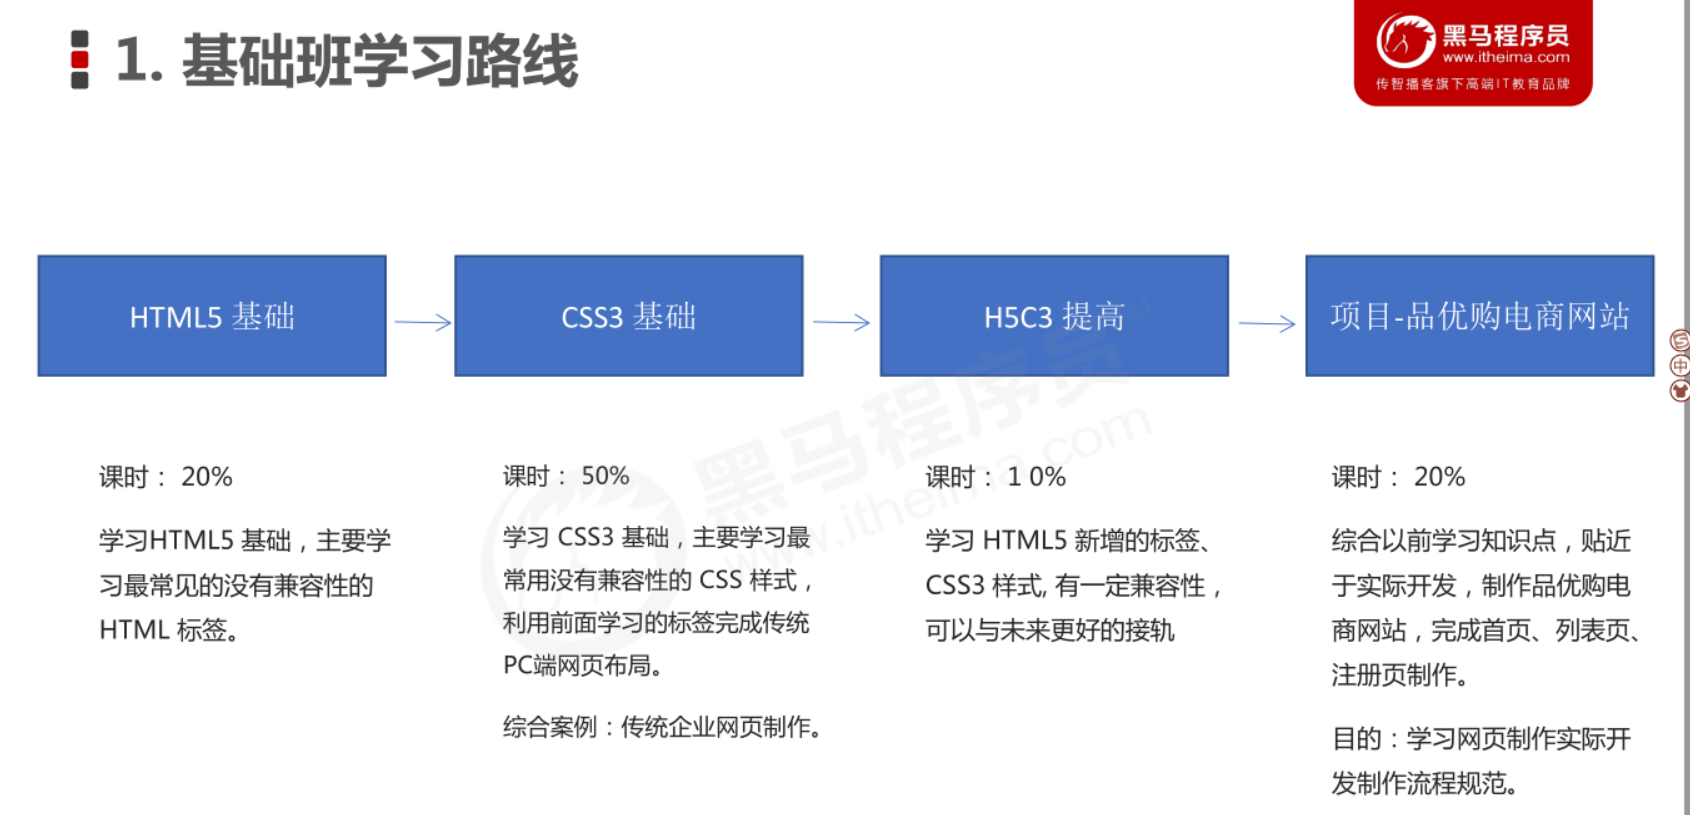 1. 基础班学习路线
黑马程序员
www.itheima.com
传智播客旗下高端IT教育品牌
HTML5 基础
CSS3 基础
H5C3 提高
项目-品优购电商网站
课时： 20%
学习HTML5 基础，主要学
习最常见的没有兼容性的
HTML 标签。
课时： 50%
学习 CSS3 基础，主要学习最
常用没有兼容性的 CSS 样式，
利用前面学习的标签完成传统
PC端网页布局。
综合案例：传统企业网页制作。
课时： 1 0%
学习 HTML5 新增的标签、
CSS3 样式, 有一定兼容性，
可以与未来更好的接轨
课时： 20%
综合以前学习知识点，贴近
于实际开发，制作品优购电
商网站，完成首页、列表页、
注册页制作。
目的：学习网页制作实际开
发制作流程规范。
黑马程序员TM
www.itheima.com
中